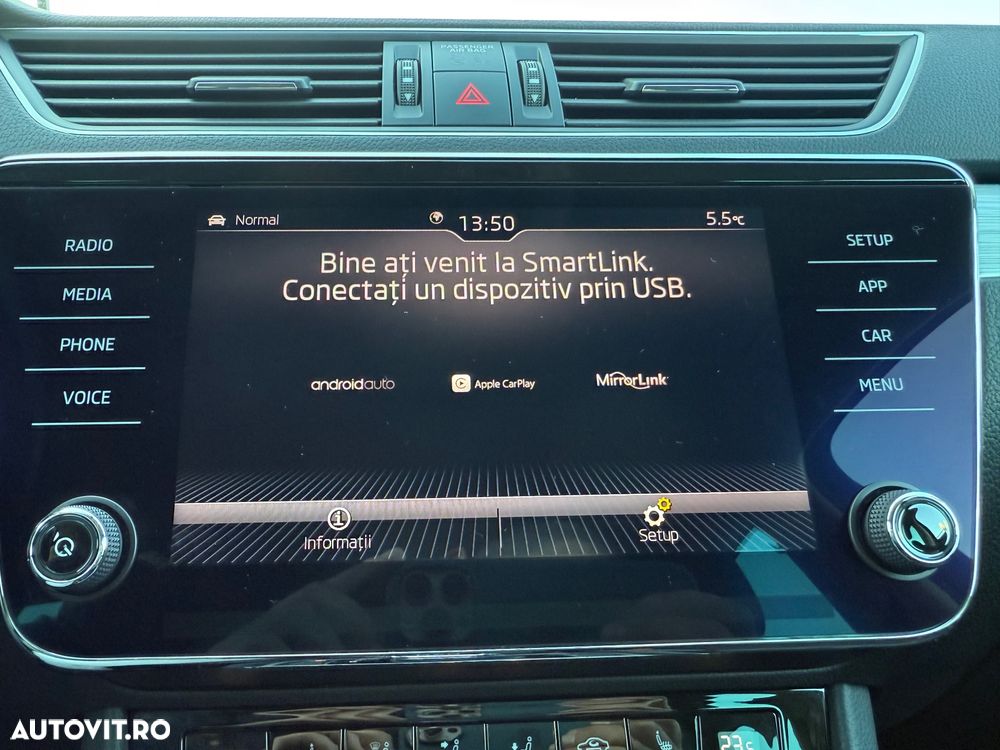 PASSENGER
AIR BAG
Normal
13:50
5.5°C
RADIO
MEDIA
PHONE
VOICE
Bine ați venit la SmartLink.
Conectați un dispozitiv prin USB.
androidauto
Apple CarPlay
MirrorLink
Informații
Setup
SETUP
APP
CAR
MENU
23°C
AUTOVIT.RO